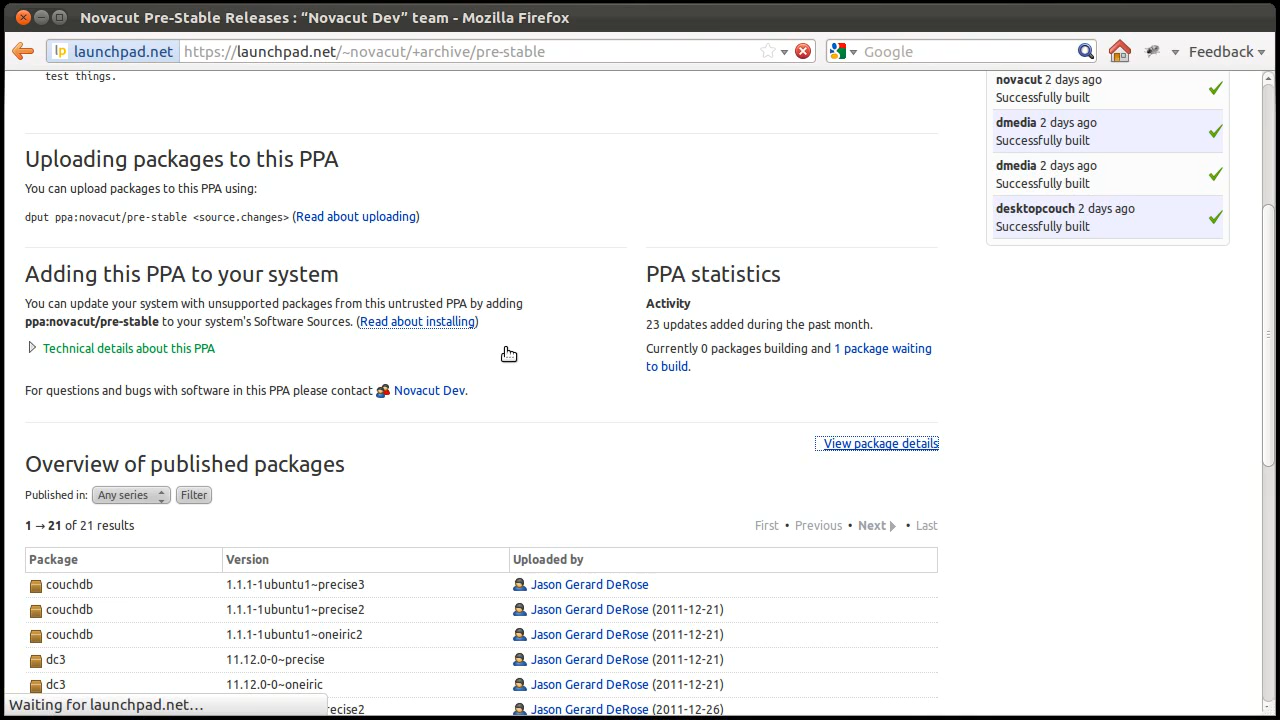 Novacut Pre-Stable Releases : “Novacut Dev” team - Mozilla Firefox
lp launchpad.net https://launchpad.net/~novacut/+archive/pre-stable Google Feedback
test things.
novacut 2 days ago
Successfully built
dmedia 2 days ago
Successfully built
dmedia 2 days ago
Successfully built
desktopcouch 2 days ago
Successfully built
Uploading packages to this PPA
You can upload packages to this PPA using:
dput ppa:novacut/pre-stable <source.changes> (Read about uploading)
Adding this PPA to your system
You can update your system with unsupported packages from this untrusted PPA by adding
ppa:novacut/pre-stable to your system's Software Sources. (Read about installing)
Technical details about this PPA
For questions and bugs with software in this PPA please contact Novacut Dev.
PPA statistics
Activity
23 updates added during the past month.
Currently 0 packages building and 1 package waiting
to build.
View package details
Overview of published packages
Published in: Any series Filter
1 → 21 of 21 results
First • Previous • Next • Last
Package Version Uploaded by
couchdb 1.1.1-1ubuntu1~precise3 Jason Gerard DeRose
couchdb 1.1.1-1ubuntu1~precise2 Jason Gerard DeRose (2011-12-21)
couchdb 1.1.1-1ubuntu1~oneiric2 Jason Gerard DeRose (2011-12-21)
dc3 11.12.0-0~precise Jason Gerard DeRose (2011-12-21)
dc3 11.12.0-0~oneiric Jason Gerard DeRose (2011-12-21)
recise2 Jason Gerard DeRose (2011-12-26)
Waiting for launchpad.net...